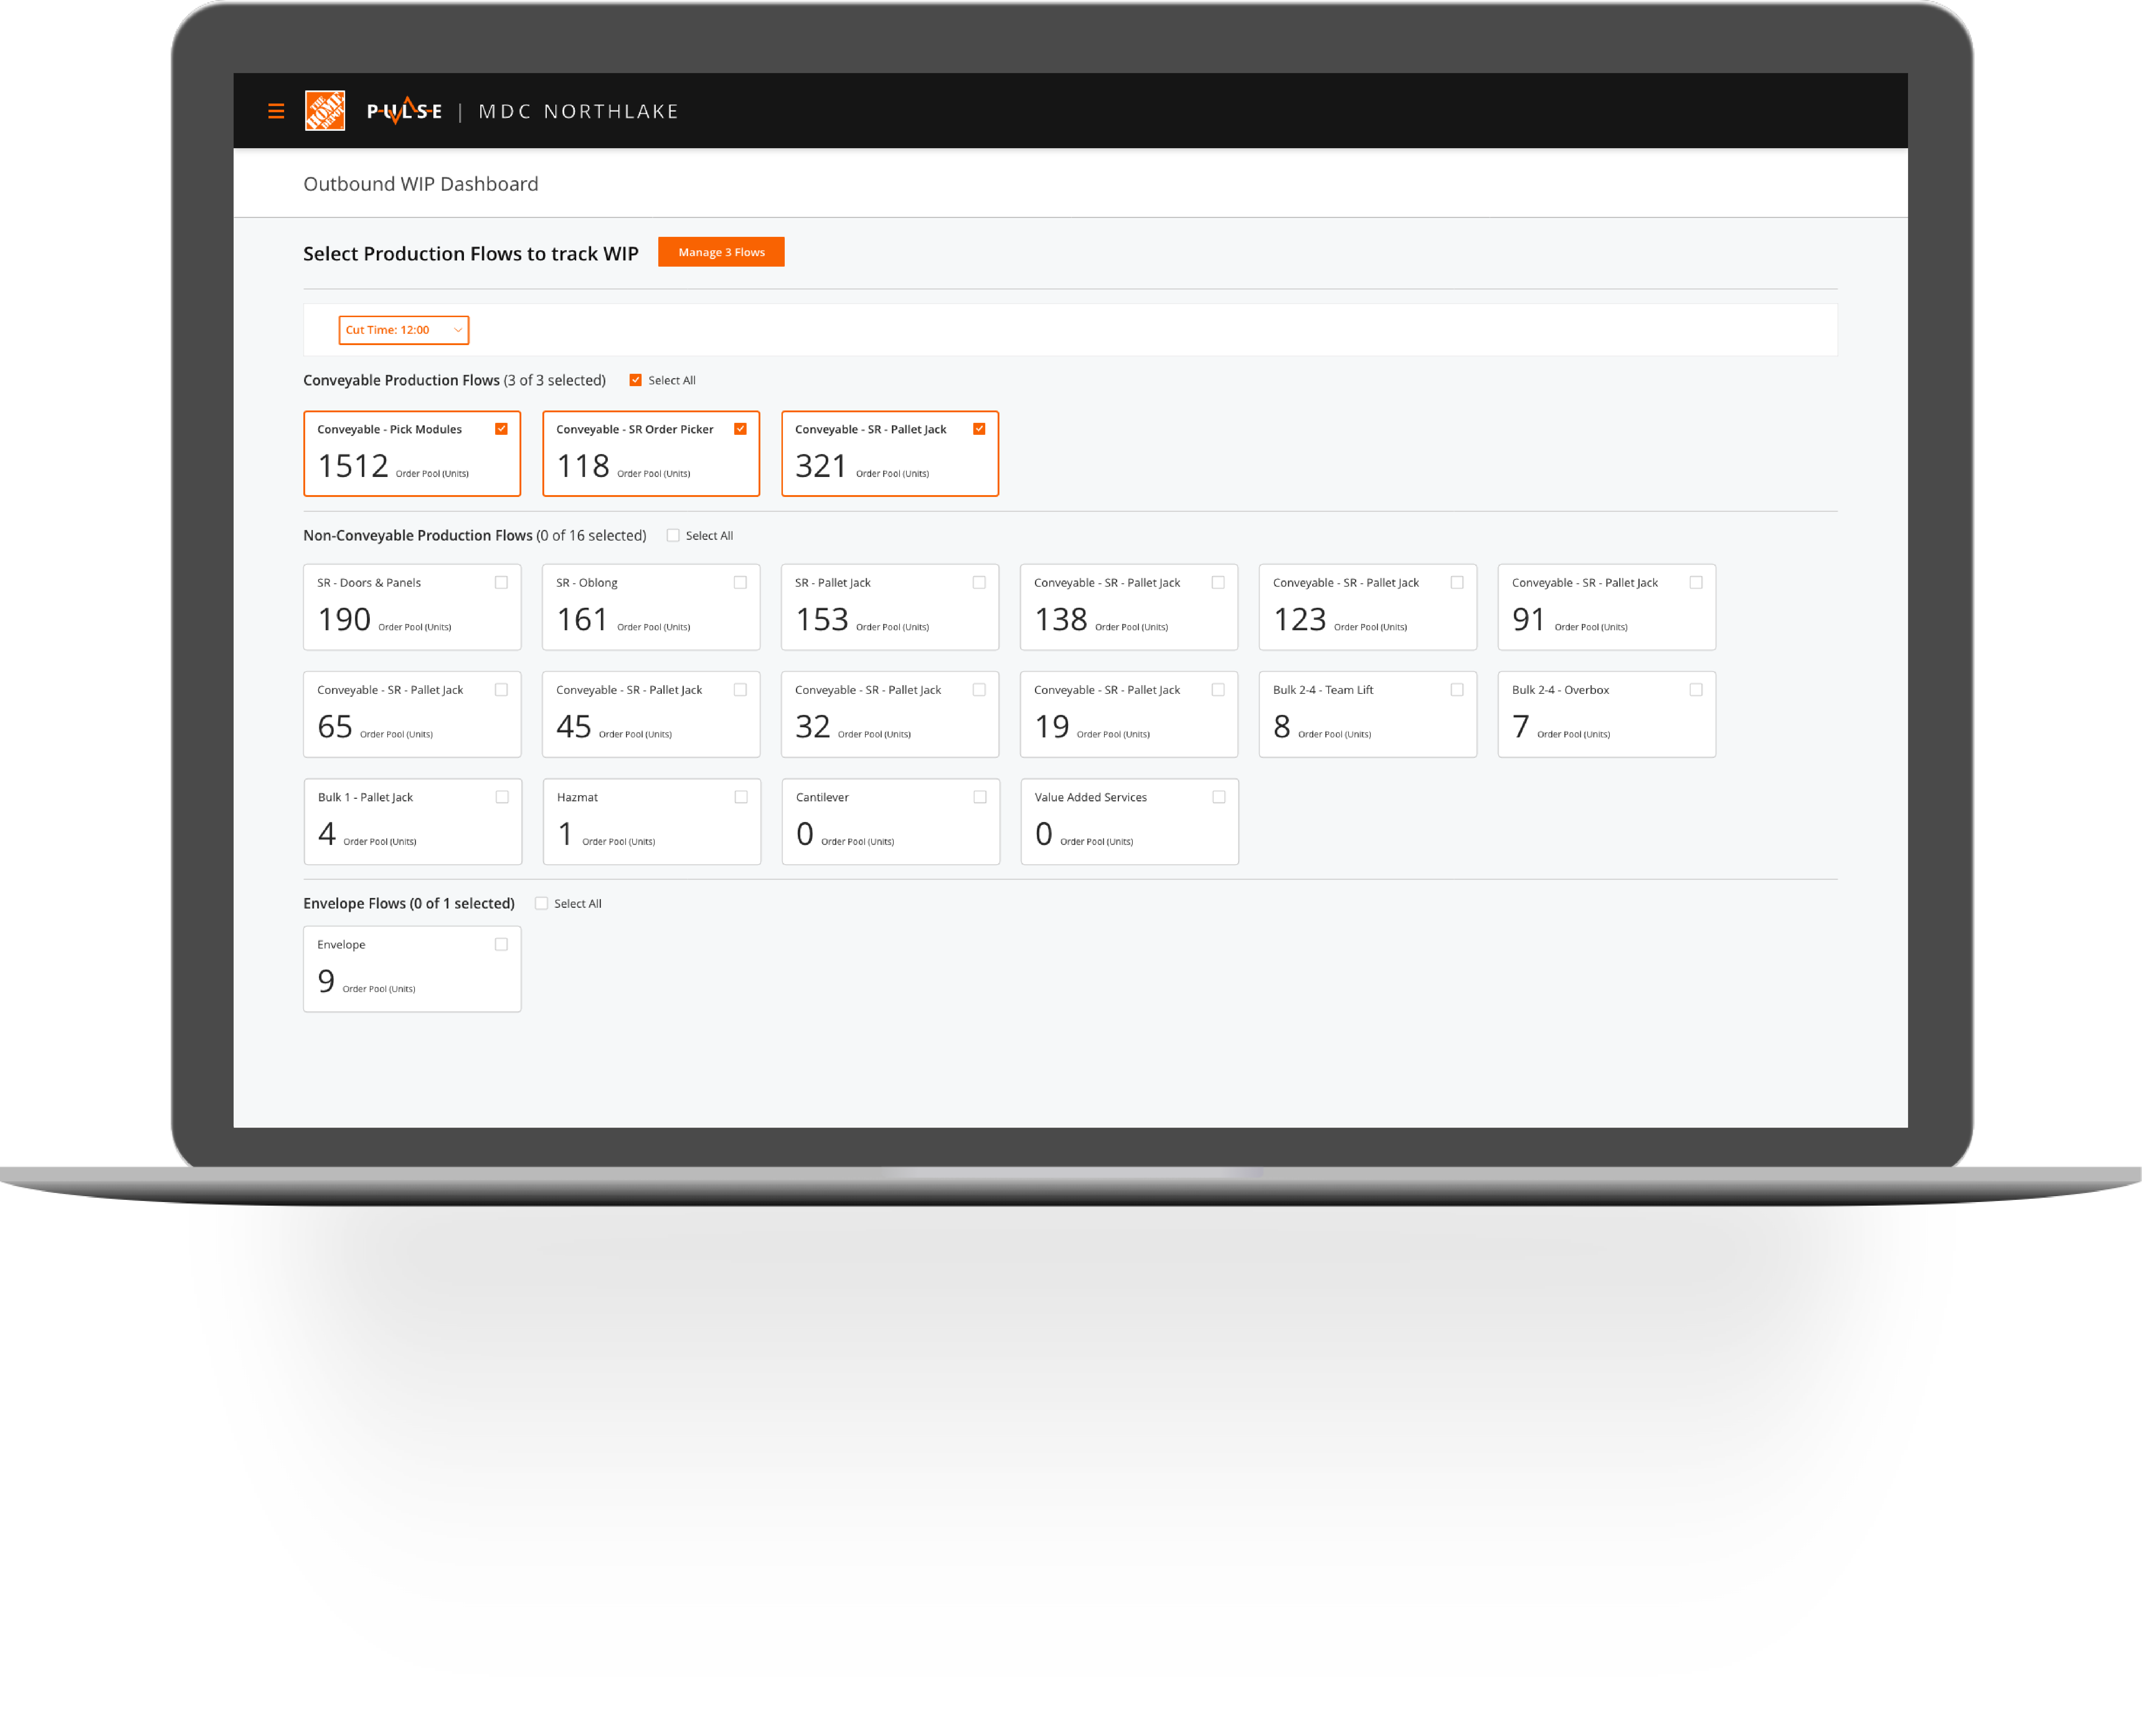 THE HOME DEPOT PULSE | MDC NORTHLAKE
Outbound WIP Dashboard
Select Production Flows to track WIP Manage 3 Flows
Cut Time: 12:00
Conveyable Production Flows (3 of 3 selected) Select All
Conveyable - Pick Modules Conveyable - SR Order Picker Conveyable - SR - Pallet Jack
1512 Order Pool (Units) 118 Order Pool (Units) 321 Order Pool (Units)
Non-Conveyable Production Flows (0 of 16 selected) Select All
SR - Doors & Panels SR - Oblong SR - Pallet Jack Conveyable - SR - Pallet Jack Conveyable - SR - Pallet Jack Conveyable - SR - Pallet Jack
190 Order Pool (Units) 161 Order Pool (Units) 153 Order Pool (Units) 138 Order Pool (Units) 123 Order Pool (Units) 91 Order Pool (Units)
Conveyable - SR - Pallet Jack Conveyable - SR - Pallet Jack Conveyable - SR - Pallet Jack Conveyable - SR - Pallet Jack Bulk 2-4 - Team Lift Bulk 2-4 - Overbox
65 Order Pool (Units) 45 Order Pool (Units) 32 Order Pool (Units) 19 Order Pool (Units) 8 Order Pool (Units) 7 Order Pool (Units)
Bulk 1 - Pallet Jack Hazmat Cantilever Value Added Services
4 Order Pool (Units) 1 Order Pool (Units) 0 Order Pool (Units) 0 Order Pool (Units)
Envelope Flows (0 of 1 selected) Select All
Envelope
9 Order Pool (Units)